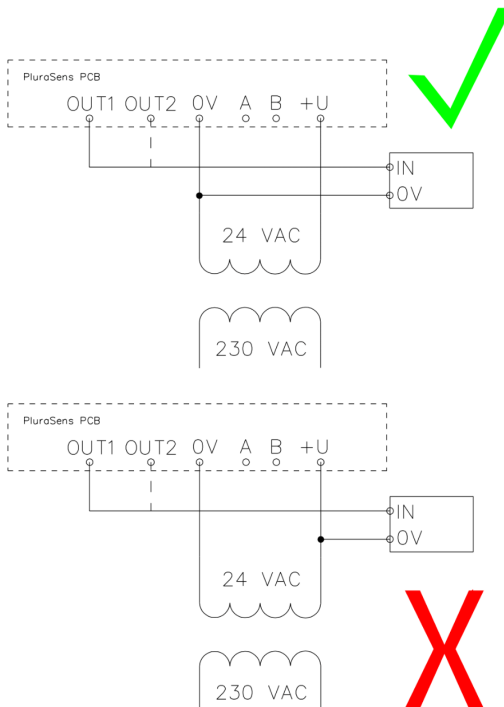 PluraSens PCB
OUT1 OUT2 0V A B +U
IN
0V
24 VAC
230 VAC
PluraSens PCB
OUT1 OUT2 0V A B +U
IN
0V
24 VAC
230 VAC